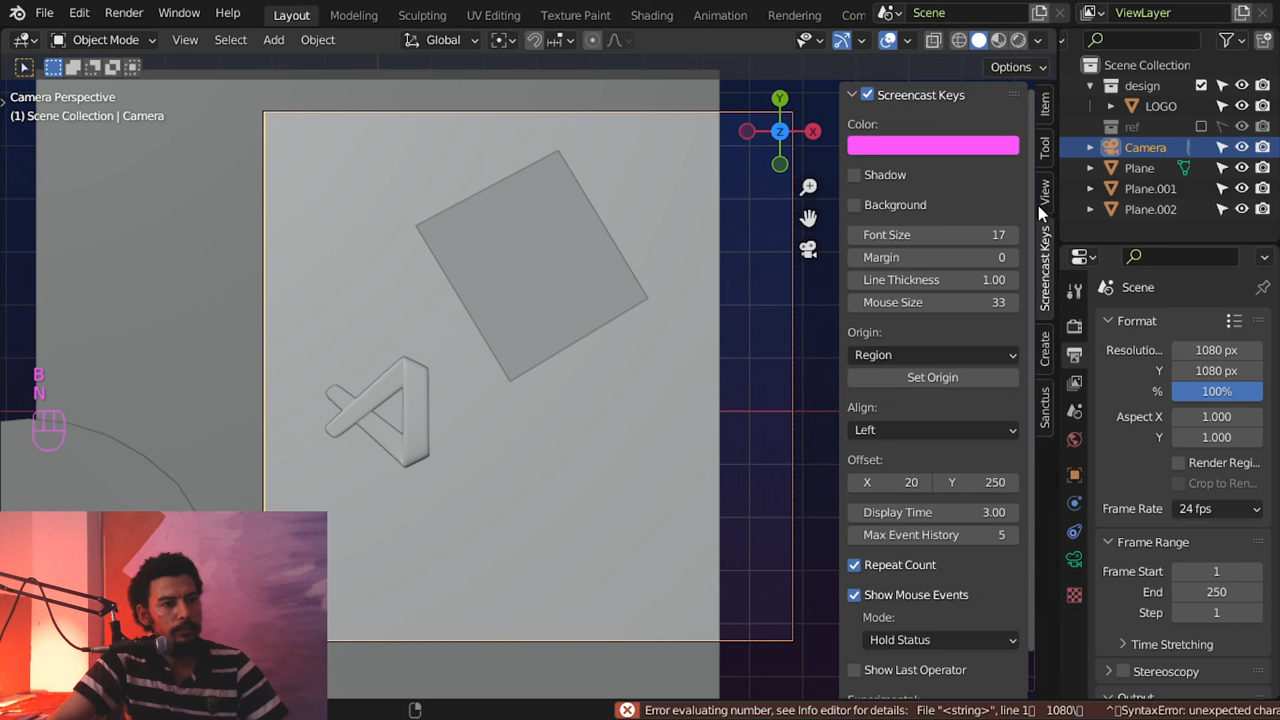 File Edit Render Window Help Layout Modeling Sculpting UV Editing Texture Paint Shading Animation Rendering Com Scene ViewLayer
Object Mode View Select Add Object Global
Options
Camera Perspective
(1) Scene Collection | Camera
Y
Z
X
B
N
Screencast Keys
Color:
Shadow
Background
Font Size 17
Margin 0
Line Thickness 1.00
Mouse Size 33
Origin:
Region
Set Origin
Align:
Left
Offset:
X 20 Y 250
Display Time 3.00
Max Event History 5
Repeat Count
Show Mouse Events
Mode:
Hold Status
Show Last Operator
Experimental:
Item
Tool
View
Screencast Keys
Create
Sanctus
Scene Collection
design
LOGO
ref
Camera
Plane
Plane.001
Plane.002
Scene
Format
Resolutio... 1080 px
Y 1080 px
% 100%
Aspect X 1.000
Y 1.000
Render Regi...
Crop to Ren...
Frame Rate 24 fps
Frame Range
Frame Start 1
End 250
Step 1
Time Stretching
Stereoscopy
Output
Error evaluating number, see Info editor for details: File "<string>", line 1 1080\ ^SyntaxError: unexpected chara